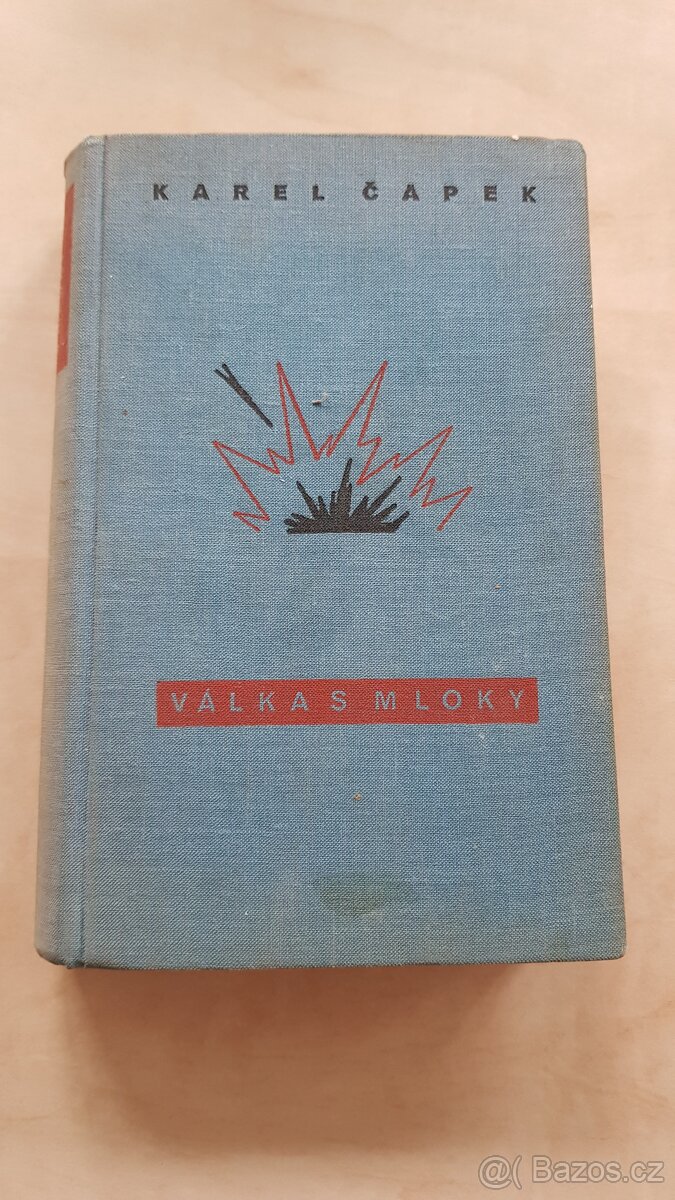 KAREL ČAPEK
VÁLKA S MLOKY
@( Bazos.cz